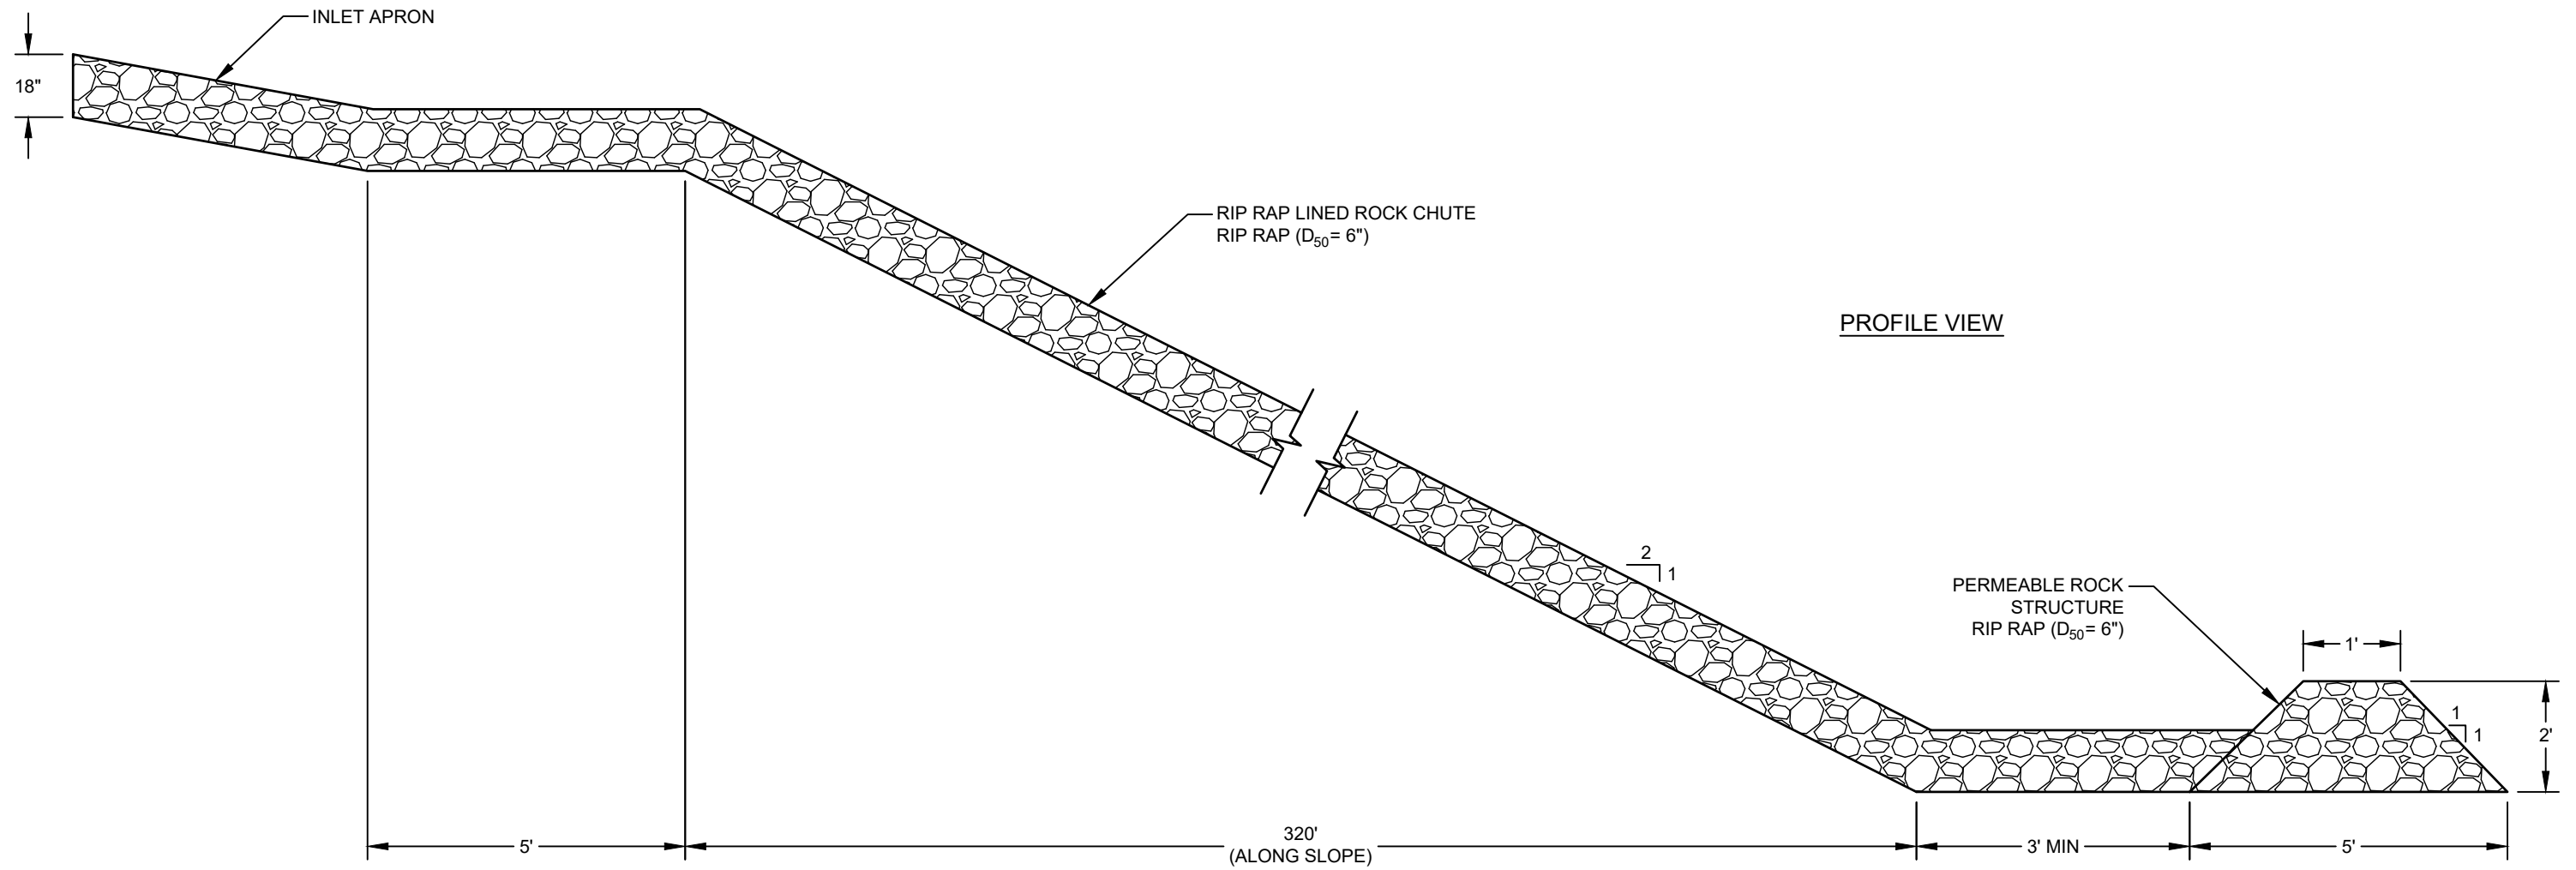 INLET APRON
18"
RIP RAP LINED ROCK CHUTE
RIP RAP (D50= 6")
PROFILE VIEW
2
1
PERMEABLE ROCK
STRUCTURE
RIP RAP (D50= 6")
1'
1
1
2'
5'
320'
(ALONG SLOPE)
3' MIN
5'